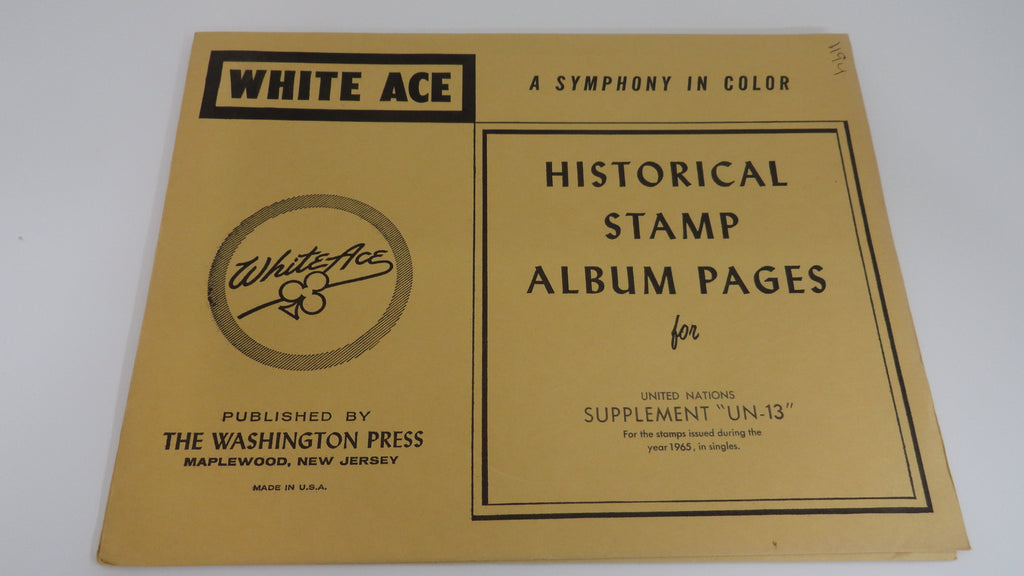 WHITE ACE
A SYMPHONY IN COLOR
1194
White Ace
PUBLISHED BY
THE WASHINGTON PRESS
MAPLEWOOD, NEW JERSEY
MADE IN U.S.A.
HISTORICAL
STAMP
ALBUM PAGES
for
UNITED NATIONS
SUPPLEMENT "UN-13"
For the stamps issued during the
year 1965, in singles.